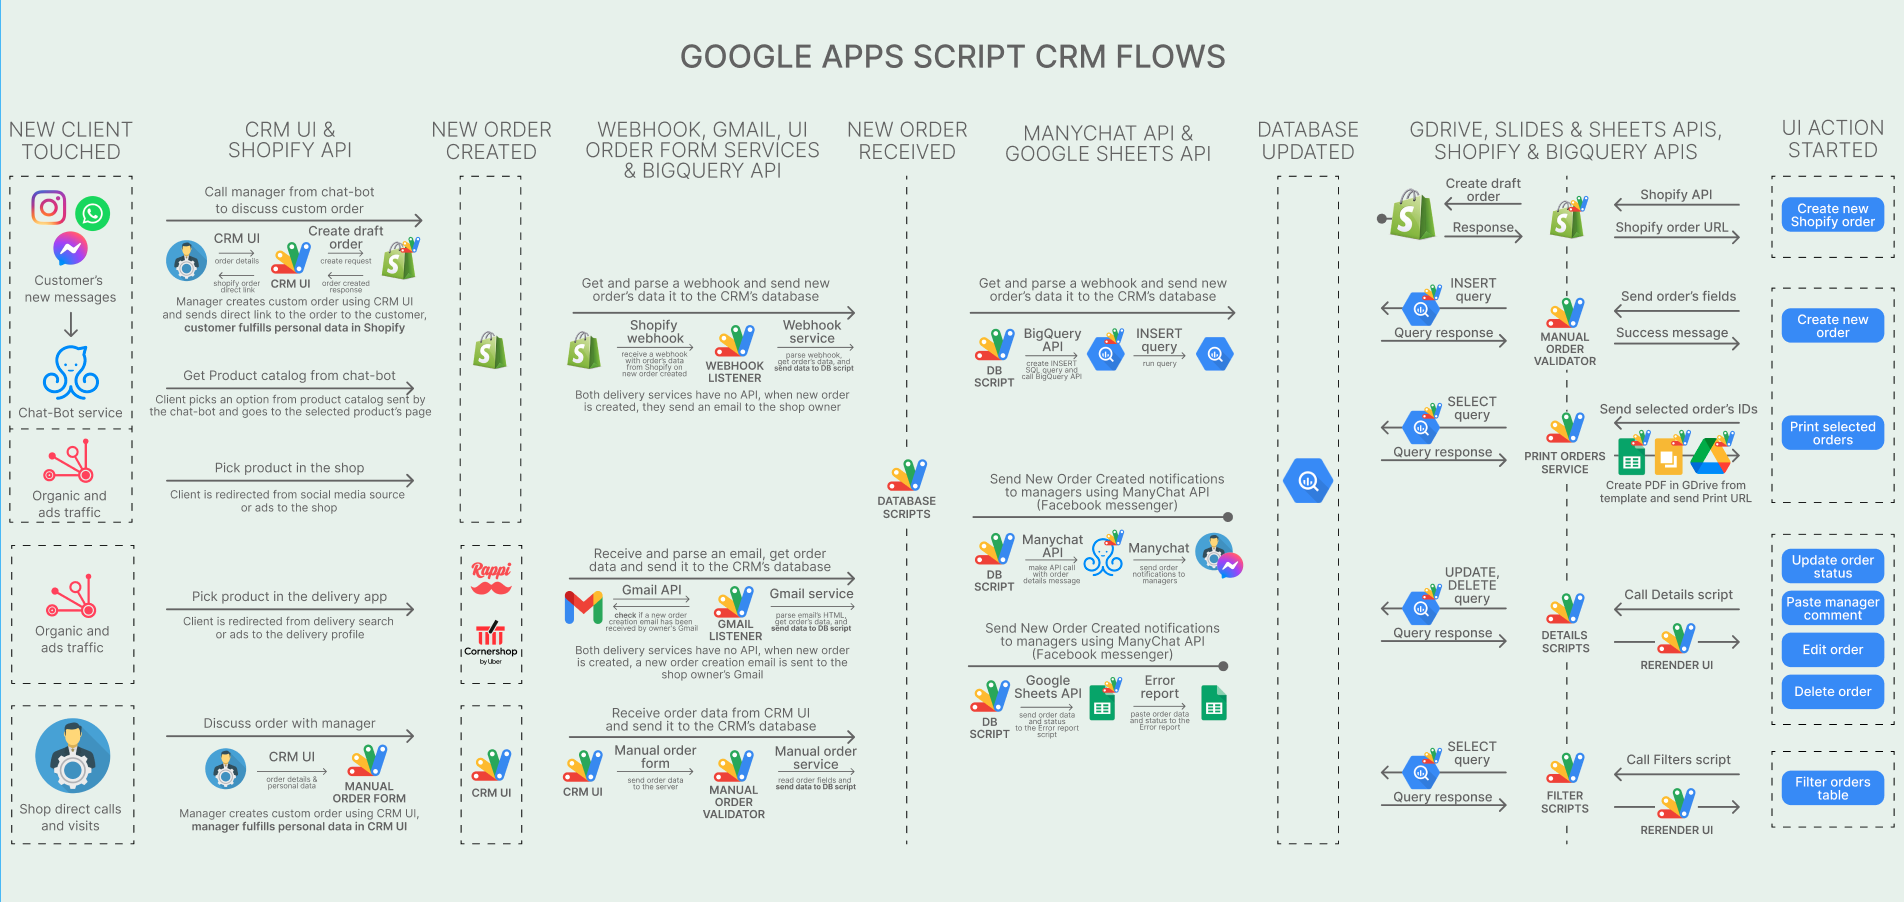 GOOGLE APPS SCRIPT CRM FLOWS
NEW CLIENT
TOUCHED
Customer's
new messages
Chat-Bot service
Organic and
ads traffic
Organic and
ads traffic
Shop direct calls
and visits
CRM UI &
SHOPIFY API
Call manager from chat-bot
to discuss custom order
CRM UI
order details
shopify order
direct link
CRM UI
Create draft
order
create request
order created
response
Manager creates custom order using CRM UI
and sends direct link to the order to the customer,
customer fulfills personal data in Shopify
Get Product catalog from chat-bot
Client picks an option from product catalog sent by
the chat-bot and goes to the selected product's page
Pick product in the shop
Client is redirected from social media source
or ads to the shop
Pick product in the delivery app
Client is redirected from delivery search
or ads to the delivery profile
Discuss order with manager
CRM UI
order details &
personal data
MANUAL
ORDER FORM
Manager creates custom order using CRM UI,
manager fulfills personal data in CRM UI
NEW ORDER
CREATED
Rappi
Cornershop
by Uber
CRM UI
WEBHOOK, GMAIL, UI
ORDER FORM SERVICES
& BIGQUERY API
Get and parse a webhook and send new
order's data it to the CRM's database
Shopify
webhook
receive a webhook
with order's data
from Shopify on
new order created
WEBHOOK
LISTENER
Webhook
service
parse webhook,
get order's data, and
send data to DB script
Both delivery services have no API, when new order
is created, they send an email to the shop owner
Receive and parse an email, get order
data and send it to the CRM's database
Gmail API
check if a new order
creation email has been
received by owner's Gmail
GMAIL
LISTENER
Gmail service
parse email's HTML,
get order's data, and
send data to DB script
Both delivery services have no API, when new order
is created, a new order creation email is sent to the
shop owner's Gmail
Receive order data from CRM UI
and send it to the CRM's database
CRM UI
Manual order
form
send order data
to the server
MANUAL
ORDER
VALIDATOR
Manual order
service
read order fields and
send data to DB script
NEW ORDER
RECEIVED
DATABASE
SCRIPTS
MANYCHAT API &
GOOGLE SHEETS API
Get and parse a webhook and send new
order's data it to the CRM's database
DB
SCRIPT
BigQuery
API
create INSERT
SQL query and
call BigQuery API
INSERT
query
run query
Send New Order Created notifications
to managers using ManyChat API
(Facebook messenger)
DB
SCRIPT
Manychat
API
make API call
with order
details message
Manychat
send order
notifications to
managers
Send New Order Created notifications
to managers using ManyChat API
(Facebook messenger)
DB
SCRIPT
Google
Sheets API
send order data
and status
to the Error report
script
Error
report
paste order data
and status to the
Error report
DATABASE
UPDATED
GDRIVE, SLIDES & SHEETS APIS,
SHOPIFY & BIGQUERY APIS
Create draft
order
Response
Shopify API
Shopify order URL
INSERT
query
Query response
MANUAL
ORDER
VALIDATOR
Send order's fields
Success message
SELECT
query
Query response
PRINT ORDERS
SERVICE
Send selected order's IDs
Create PDF in GDrive from
template and send Print URL
UPDATE,
DELETE
query
Query response
DETAILS
SCRIPTS
Call Details script
RERENDER UI
SELECT
query
Query response
FILTER
SCRIPTS
Call Filters script
RERENDER UI
UI ACTION
STARTED
Create new
Shopify order
Create new
order
Print selected
orders
Update order
status
Paste manager
comment
Edit order
Delete order
Filter orders
table